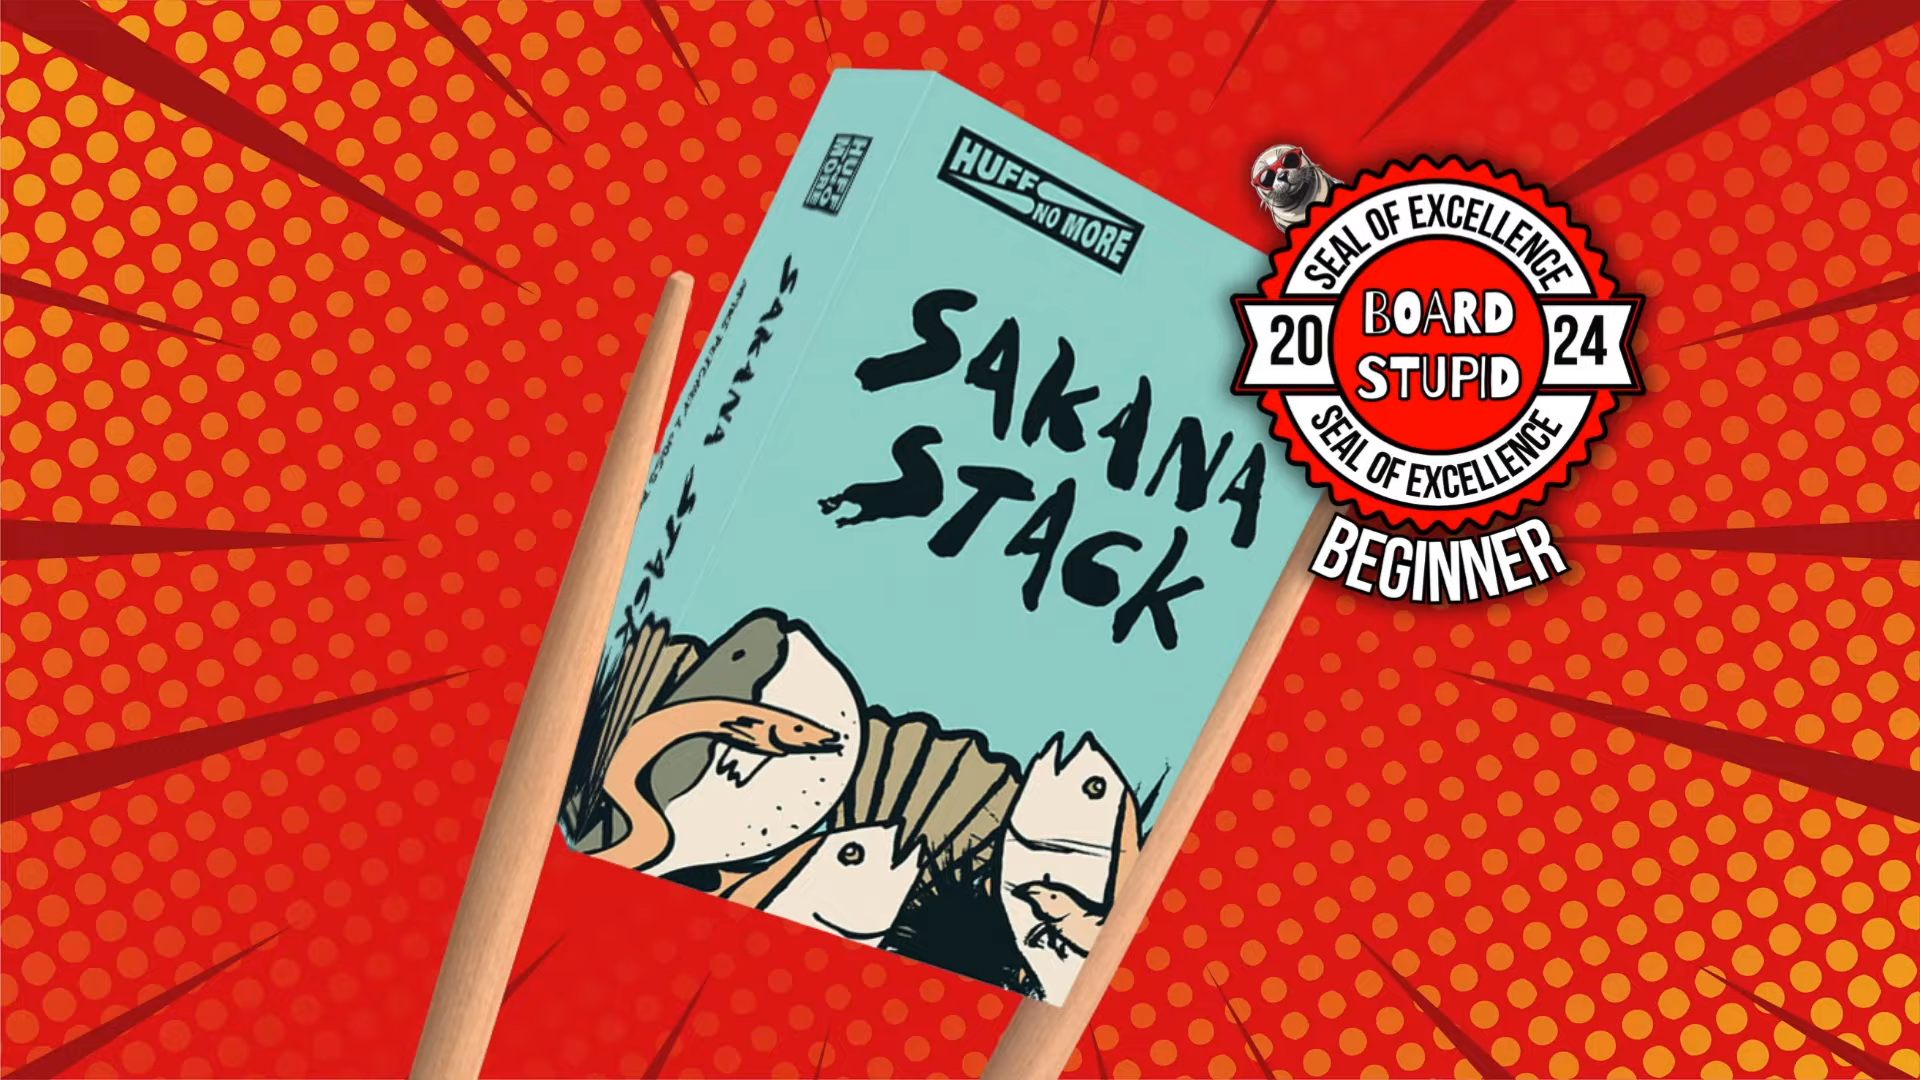 HUFF
NO MORE
SAKANA
STACK
HUFF NO
MORE
SAKANA STACK
SEAL OF EXCELLENCE
20 BOARD 24
STUPID
SEAL OF EXCELLENCE
BEGINNER